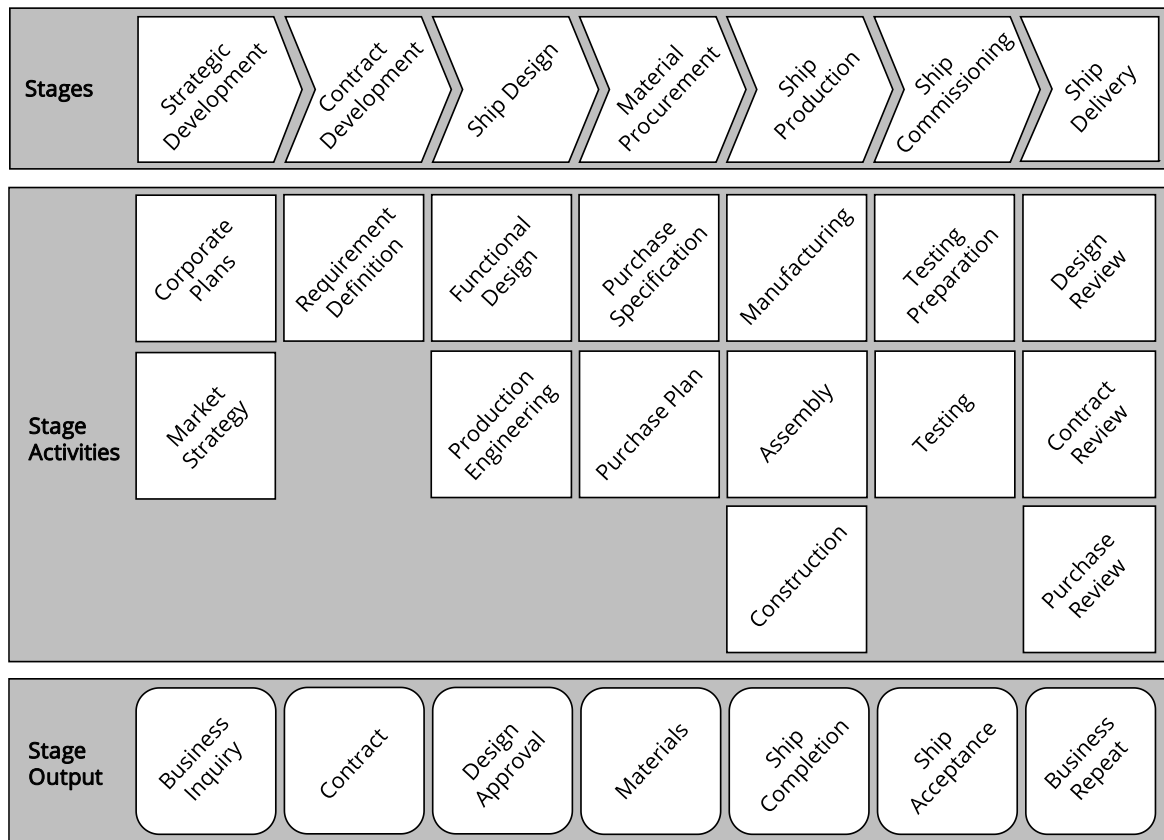 Stages
Strategic
Development
Contract
Development
Ship Design
Material
Procurement
Ship
Production
Ship
Commissioning
Ship
Delivery
Stage
Activities
Corporate
Plans
Requirement
Definition
Functional
Design
Purchase
Specification
Manufacturing
Testing
Preparation
Design
Review
Market
Strategy
Production
Engineering
Purchase Plan
Assembly
Testing
Contract
Review
Construction
Purchase
Review
Stage
Output
Business
Inquiry
Contract
Design
Approval
Materials
Ship
Completion
Ship
Acceptance
Business
Repeat